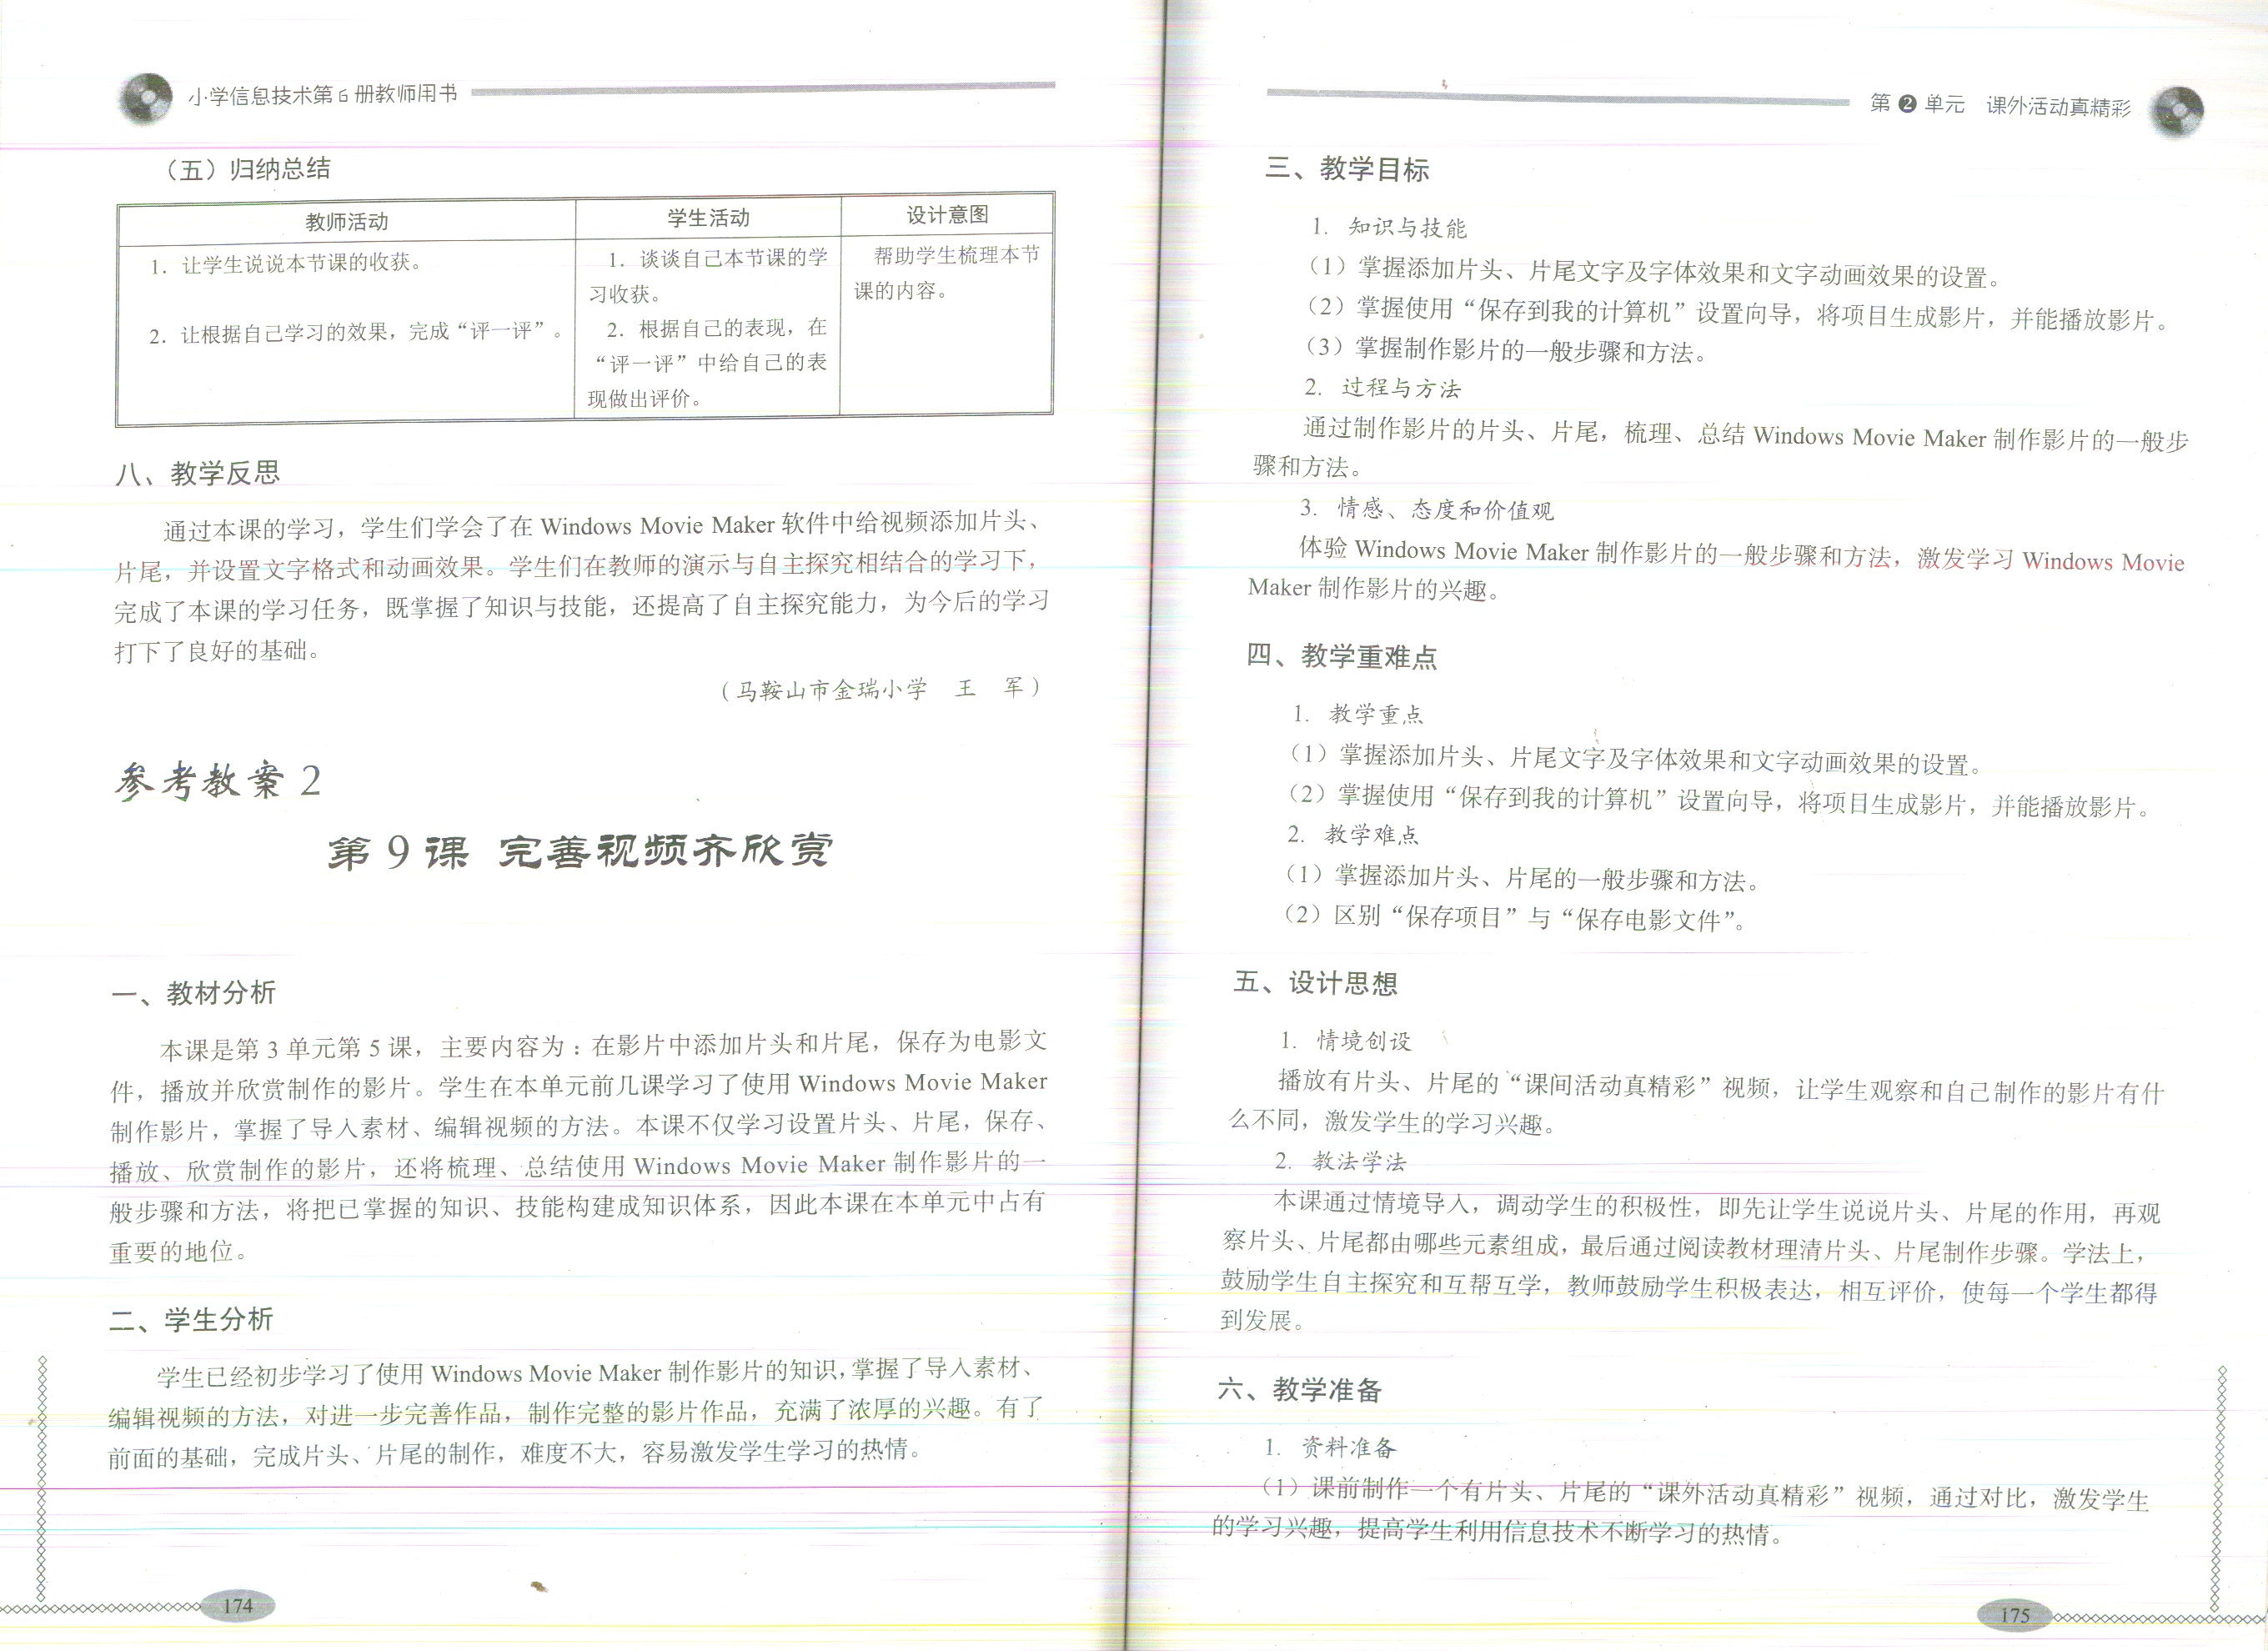 小学信息技术第6册教师用书
（五）归纳总结
教师活动 学生活动 设计意图
1. 让学生说说本节课的收获。
2. 让根据自己学习的效果，完成“评一评”。
1. 谈谈自己本节课的学
习收获。
2. 根据自己的表现，在
“评一评”中给自己的表
现做出评价。
帮助学生梳理本节
课的内容。
八、教学反思
通过本课的学习，学生们学会了在 Windows Movie Maker 软件中给视频添加片头、
片尾，并设置文字格式和动画效果。学生们在教师的演示与自主探究相结合的学习下，
完成了本课的学习任务，既掌握了知识与技能，还提高了自主探究能力，为今后的学习
打下了良好的基础。
（马鞍山市金瑞小学 王 军）
参考教案 2
第 9 课 完善视频齐欣赏
一、教材分析
本课是第 3 单元第 5 课，主要内容为：在影片中添加片头和片尾，保存为电影文
件，播放并欣赏制作的影片。学生在本单元前几课学习了使用 Windows Movie Maker
制作影片，掌握了导入素材、编辑视频的方法。本课不仅学习设置片头、片尾，保存、
播放、欣赏制作的影片，还将梳理、总结使用 Windows Movie Maker 制作影片的一
般步骤和方法，将把已掌握的知识、技能构建成知识体系，因此本课在本单元中占有
重要的地位。
二、学生分析
学生已经初步学习了使用 Windows Movie Maker 制作影片的知识，掌握了导入素材、
编辑视频的方法，对进一步完善作品，制作完整的影片作品，充满了浓厚的兴趣。有了
前面的基础，完成片头、片尾的制作，难度不大，容易激发学生学习的热情。
174
第 2 单元 课外活动真精彩
三、教学目标
1. 知识与技能
（1）掌握添加片头、片尾文字及字体效果和文字动画效果的设置。
（2）掌握使用“保存到我的计算机”设置向导，将项目生成影片，并能播放影片。
（3）掌握制作影片的一般步骤和方法。
2. 过程与方法
通过制作影片的片头、片尾，梳理、总结 Windows Movie Maker 制作影片的一般步
骤和方法。
3. 情感、态度和价值观
体验 Windows Movie Maker 制作影片的一般步骤和方法，激发学习 Windows Movie
Maker 制作影片的兴趣。
四、教学重难点
1. 教学重点
（1）掌握添加片头、片尾文字及字体效果和文字动画效果的设置。
（2）掌握使用“保存到我的计算机”设置向导，将项目生成影片，并能播放影片。
2. 教学难点
（1）掌握添加片头、片尾的一般步骤和方法。
（2）区别“保存项目”与“保存电影文件”。
五、设计思想
1. 情境创设
播放有片头、片尾的“课间活动真精彩”视频，让学生观察和自己制作的影片有什
么不同，激发学生的学习兴趣。
2. 教法学法
本课通过情境导入，调动学生的积极性，即先让学生说说片头、片尾的作用，再观
察片头、片尾都由哪些元素组成，最后通过阅读教材理清片头、片尾制作步骤。学法上，
鼓励学生自主探究和互帮互学，教师鼓励学生积极表达，相互评价，使每一个学生都得
到发展。
六、教学准备
1. 资料准备
（1）课前制作一个有片头、片尾的“课外活动真精彩”视频，通过对比，激发学生
的学习兴趣，提高学生利用信息技术不断学习的热情。
175